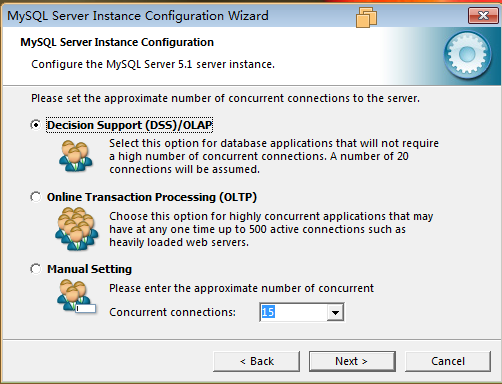 MySQL Server Instance Configuration Wizard
MySQL Server Instance Configuration
Configure the MySQL Server 5.1 server instance.
Please set the approximate number of concurrent connections to the server.
Decision Support (DSS)/OLAP
Select this option for database applications that will not require
a high number of concurrent connections. A number of 20
connections will be assumed.
Online Transaction Processing (OLTP)
Choose this option for highly concurrent applications that may
have at any one time up to 500 active connections such as
heavily loaded web servers.
Manual Setting
Please enter the approximate number of concurrent
Concurrent connections: 15
< Back Next > Cancel